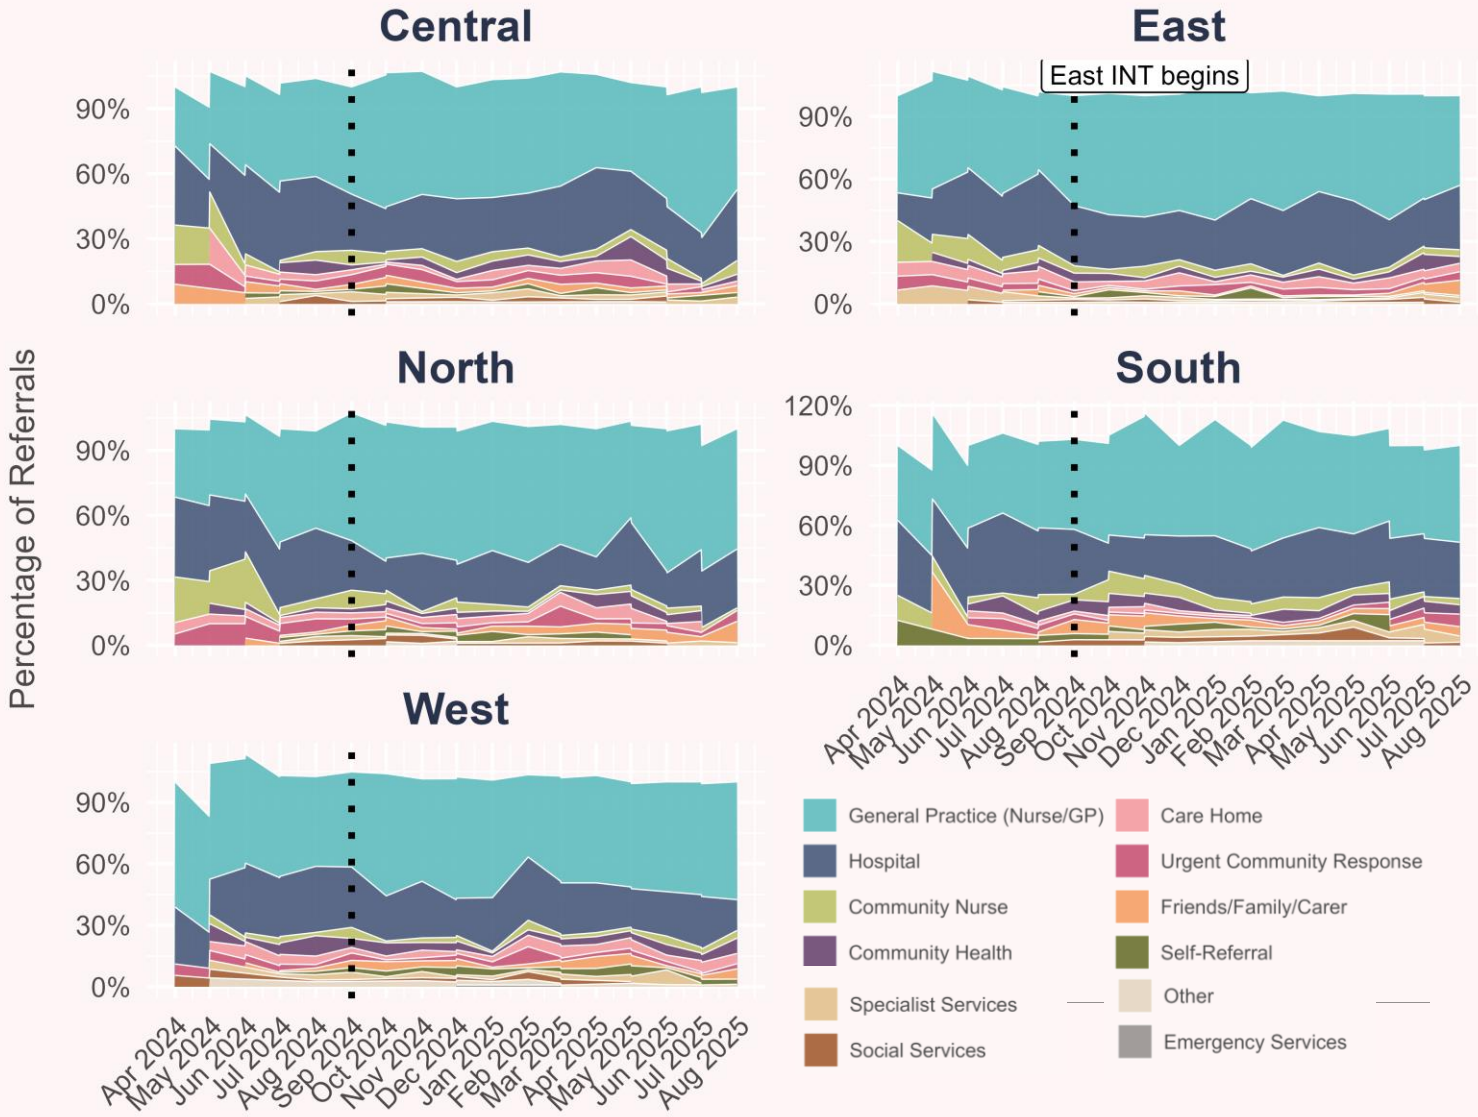 Central
East
90%
60%
30%
0%
East INT begins
90%
60%
30%
0%
Percentage of Referrals
North
South
90%
60%
30%
0%
120%
90%
60%
30%
0%
Apr 2024
May 2024
Jun 2024
Jul 2024
Aug 2024
Sep 2024
Oct 2024
Nov 2024
Dec 2024
Jan 2025
Feb 2025
Mar 2025
Apr 2025
May 2025
Jun 2025
Jul 2025
Aug 2025
West
90%
60%
30%
0%
Apr 2024
May 2024
Jun 2024
Jul 2024
Aug 2024
Sep 2024
Oct 2024
Nov 2024
Dec 2024
Jan 2025
Feb 2025
Mar 2025
Apr 2025
May 2025
Jun 2025
Jul 2025
Aug 2025
General Practice (Nurse/GP)
Hospital
Community Nurse
Community Health
Specialist Services
Social Services
Care Home
Urgent Community Response
Friends/Family/Carer
Self-Referral
Other
Emergency Services